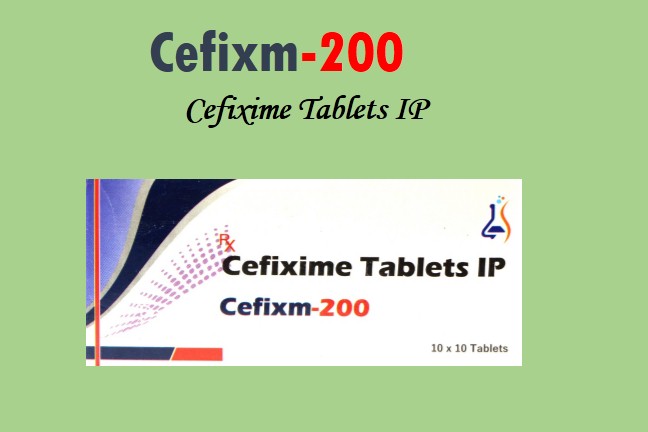 Cefixm-200
Cefixime Tablets IP
Rx
Cefixime Tablets IP
Cefixm-200
10 x 10 Tablets